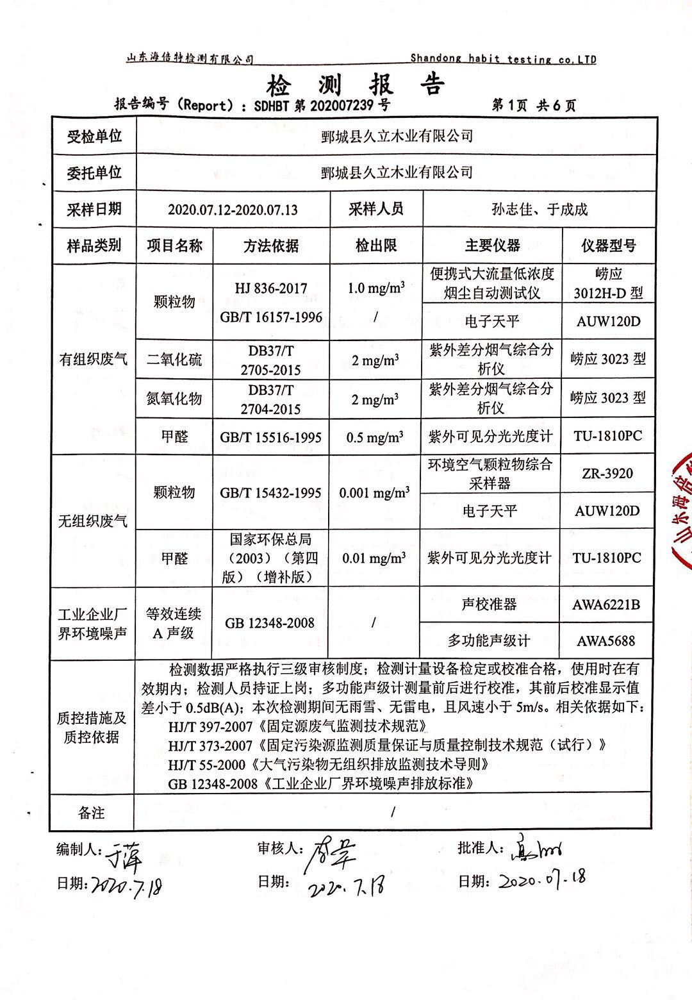 山东海倍特检测有限公司 Shandong habit testing co,LTD
检 测 报 告
报告编号（Report）：SDHBT 第 202007239 号 第 1页 共 6 页
受检单位 鄄城县久立木业有限公司
委托单位 鄄城县久立木业有限公司
采样日期 2020.07.12-2020.07.13 采样人员 孙志佳、于成成
样品类别 项目名称 方法依据 检出限 主要仪器 仪器型号
有组织废气
颗粒物
HJ 836-2017 1.0 mg/m³
GB/T 16157-1996 /
便携式大流量低浓度
烟尘自动测试仪
崂应
3012H-D 型
电子天平 AUW120D
二氧化硫
DB37/T
2705-2015
2 mg/m³
紫外差分烟气综合分
析仪
崂应 3023 型
氮氧化物
DB37/T
2704-2015
2 mg/m³
紫外差分烟气综合分
析仪
崂应 3023 型
甲醛 GB/T 15516-1995 0.5 mg/m³ 紫外可见分光光度计 TU-1810PC
无组织废气
颗粒物 GB/T 15432-1995 0.001 mg/m³
环境空气颗粒物综合
采样器
ZR-3920
电子天平 AUW120D
甲醛
国家环保总局
（2003）（第四
版）（增补版）
0.01 mg/m³ 紫外可见分光光度计 TU-1810PC
工业企业厂
界环境噪声
等效连续
A 声级
GB 12348-2008 /
声校准器 AWA6221B
多功能声级计 AWA5688
质控措施及
质控依据
检测数据严格执行三级审核制度；检测计量设备检定或校准合格，使用时在有
效期内；检测人员持证上岗；多功能声级计测量前后进行校准，其前后校准显示值
差小于 0.5dB(A)；本次检测期间无雨雪、无雷电，且风速小于 5m/s。相关依据如下：
HJ/T 397-2007《固定源废气监测技术规范》
HJ/T 373-2007《固定污染源监测质量保证与质量控制技术规范（试行）》
HJ/T 55-2000《大气污染物无组织排放监测技术导则》
GB 12348-2008《工业企业厂界环境噪声排放标准》
备注 /
编制人：于萍 审核人： 批准人：
日期：2020.7.18 日期：2020.7.18 日期：2020.07.18
山东海倍